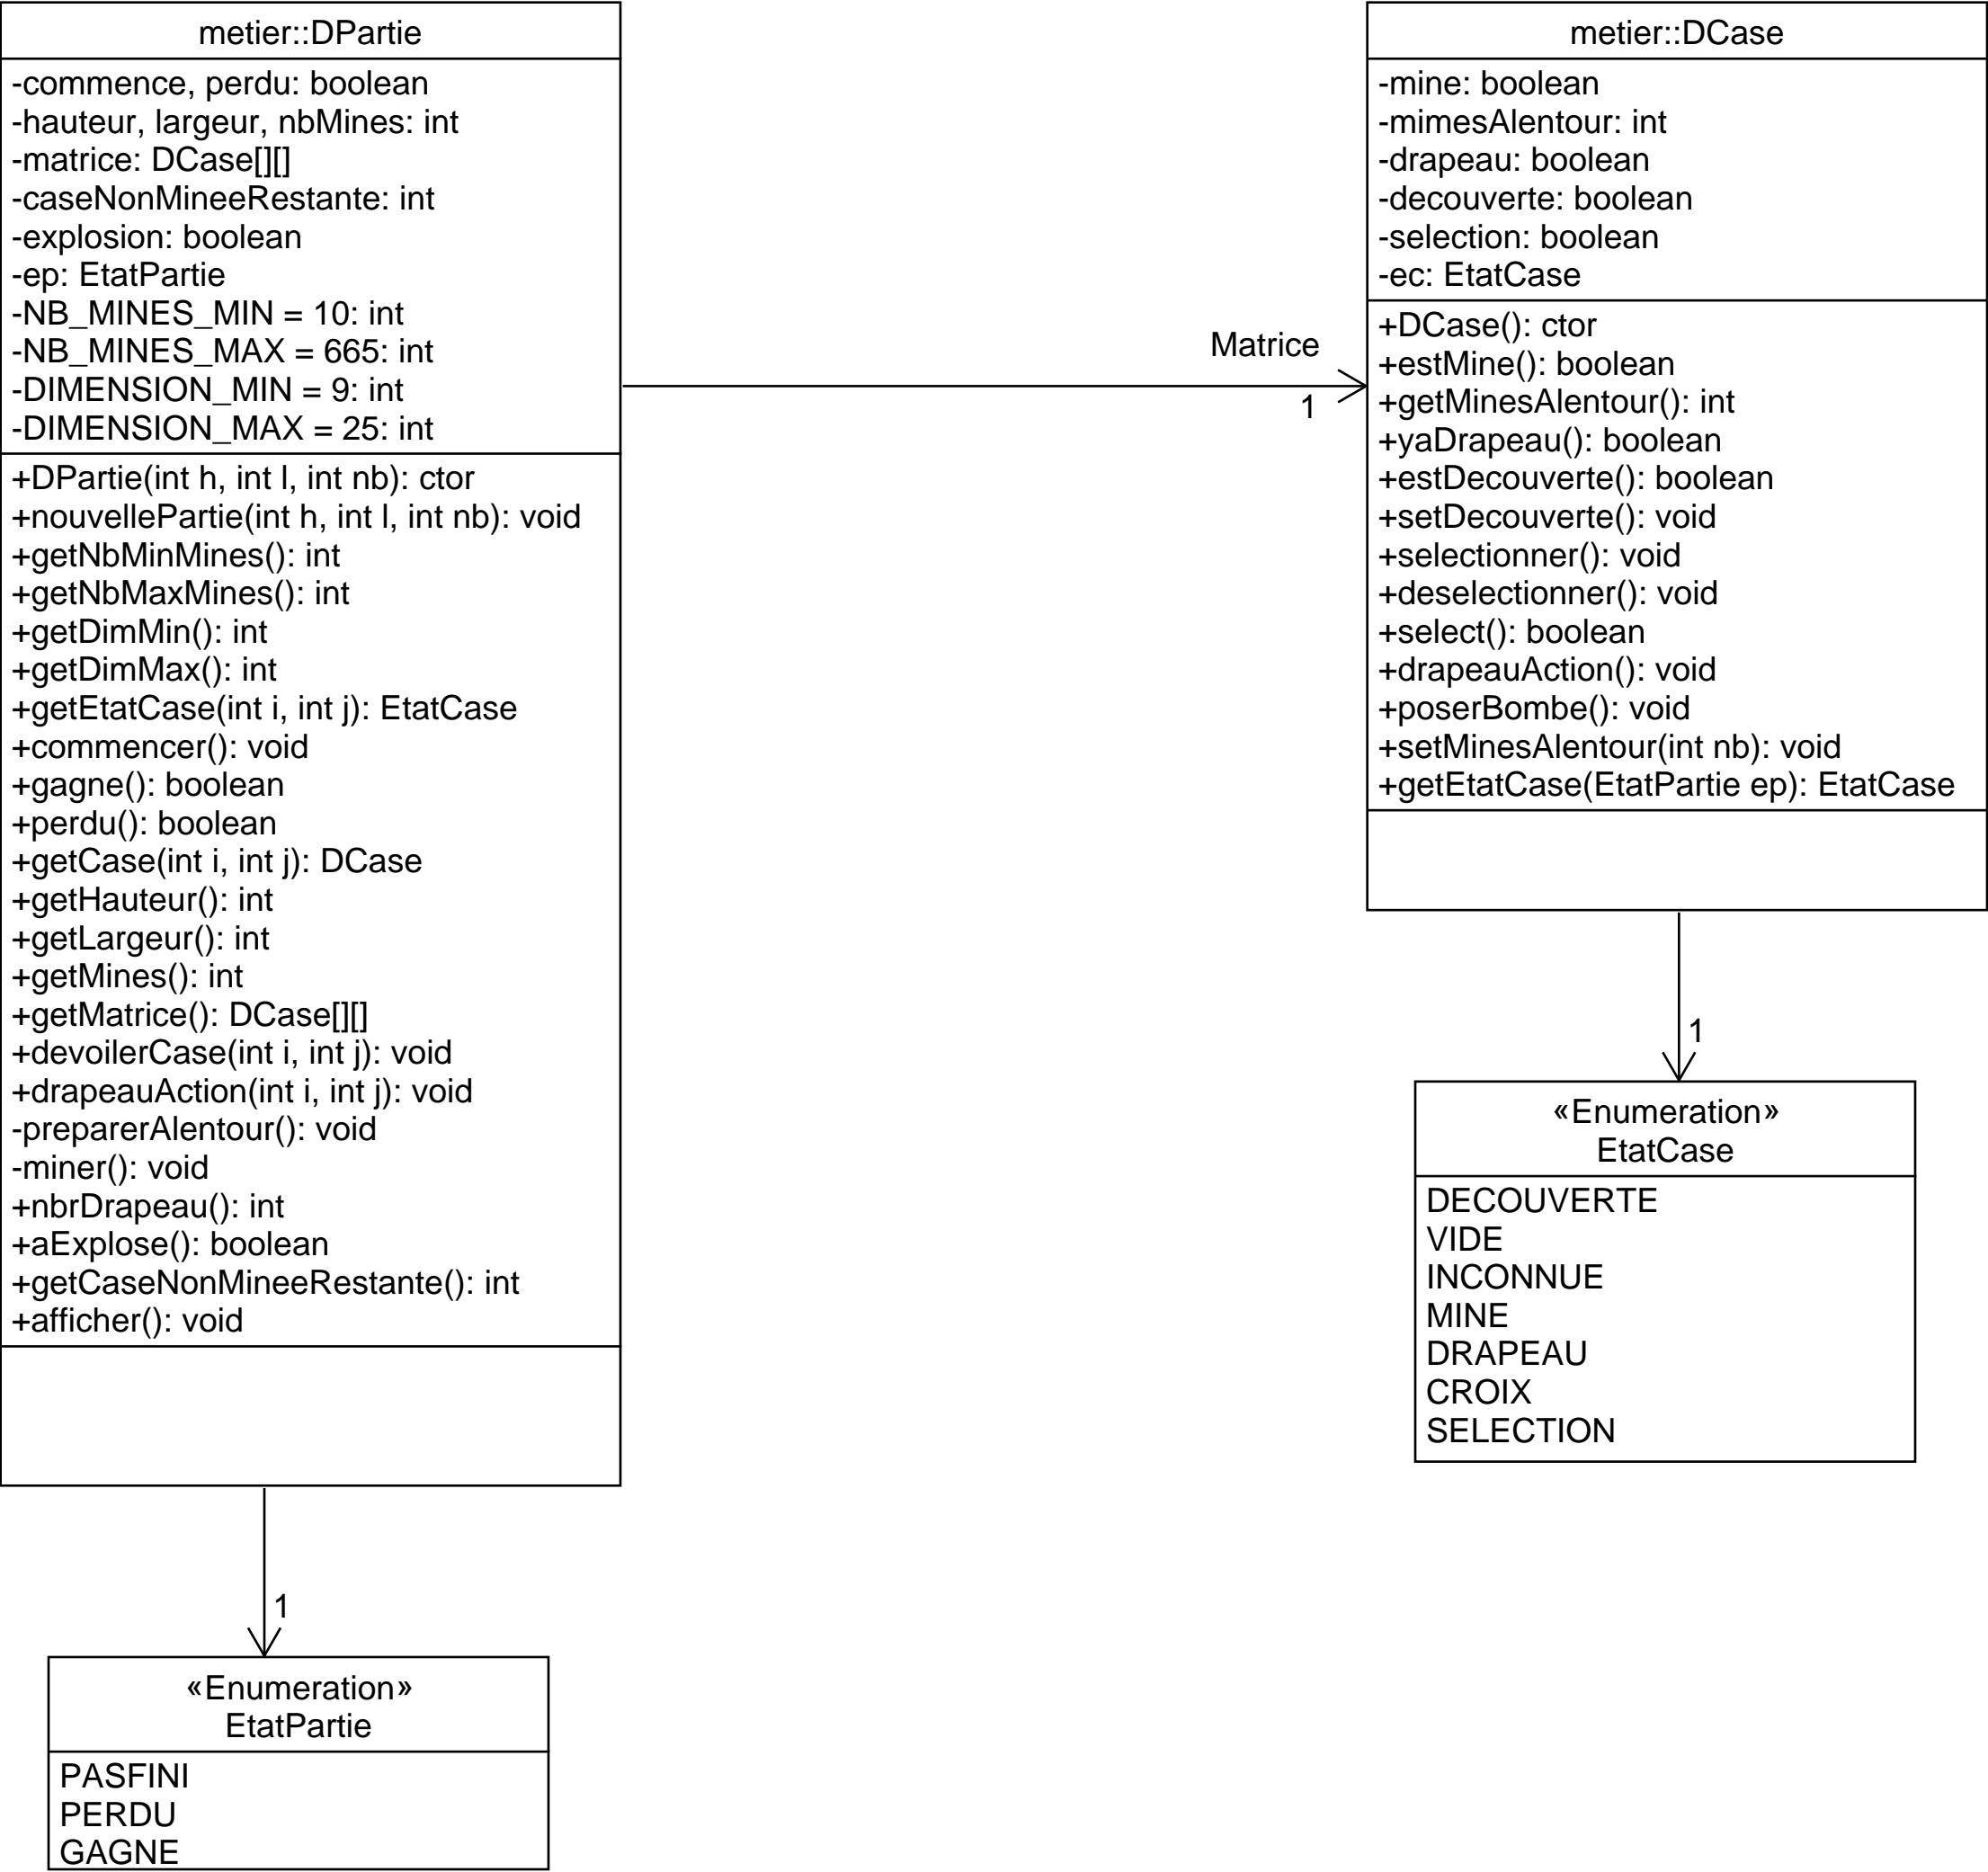 metier::DPartie
-commence, perdu: boolean
-hauteur, largeur, nbMines: int
-matrice: DCase[][]
-caseNonMineeRestante: int
-explosion: boolean
-ep: EtatPartie
-NB_MINES_MIN = 10: int
-NB_MINES_MAX = 665: int
-DIMENSION_MIN = 9: int
-DIMENSION_MAX = 25: int
+DPartie(int h, int l, int nb): ctor
+nouvellePartie(int h, int l, int nb): void
+getNbMinMines(): int
+getNbMaxMines(): int
+getDimMin(): int
+getDimMax(): int
+getEtatCase(int i, int j): EtatCase
+commencer(): void
+gagne(): boolean
+perdu(): boolean
+getCase(int i, int j): DCase
+getHauteur(): int
+getLargeur(): int
+getMines(): int
+getMatrice(): DCase[][]
+devoilerCase(int i, int j): void
+drapeauAction(int i, int j): void
-preparerAlentour(): void
-miner(): void
+nbrDrapeau(): int
+aExplose(): boolean
+getCaseNonMineeRestante(): int
+afficher(): void
Matrice
1
metier::DCase
-mine: boolean
-mimesAlentour: int
-drapeau: boolean
-decouverte: boolean
-selection: boolean
-ec: EtatCase
+DCase(): ctor
+estMine(): boolean
+getMinesAlentour(): int
+yaDrapeau(): boolean
+estDecouverte(): boolean
+setDecouverte(): void
+selectionner(): void
+deselectionner(): void
+select(): boolean
+drapeauAction(): void
+poserBombe(): void
+setMinesAlentour(int nb): void
+getEtatCase(EtatPartie ep): EtatCase
1
«Enumeration»
EtatCase
DECOUVERTE
VIDE
INCONNUE
MINE
DRAPEAU
CROIX
SELECTION
1
«Enumeration»
EtatPartie
PASFINI
PERDU
GAGNE